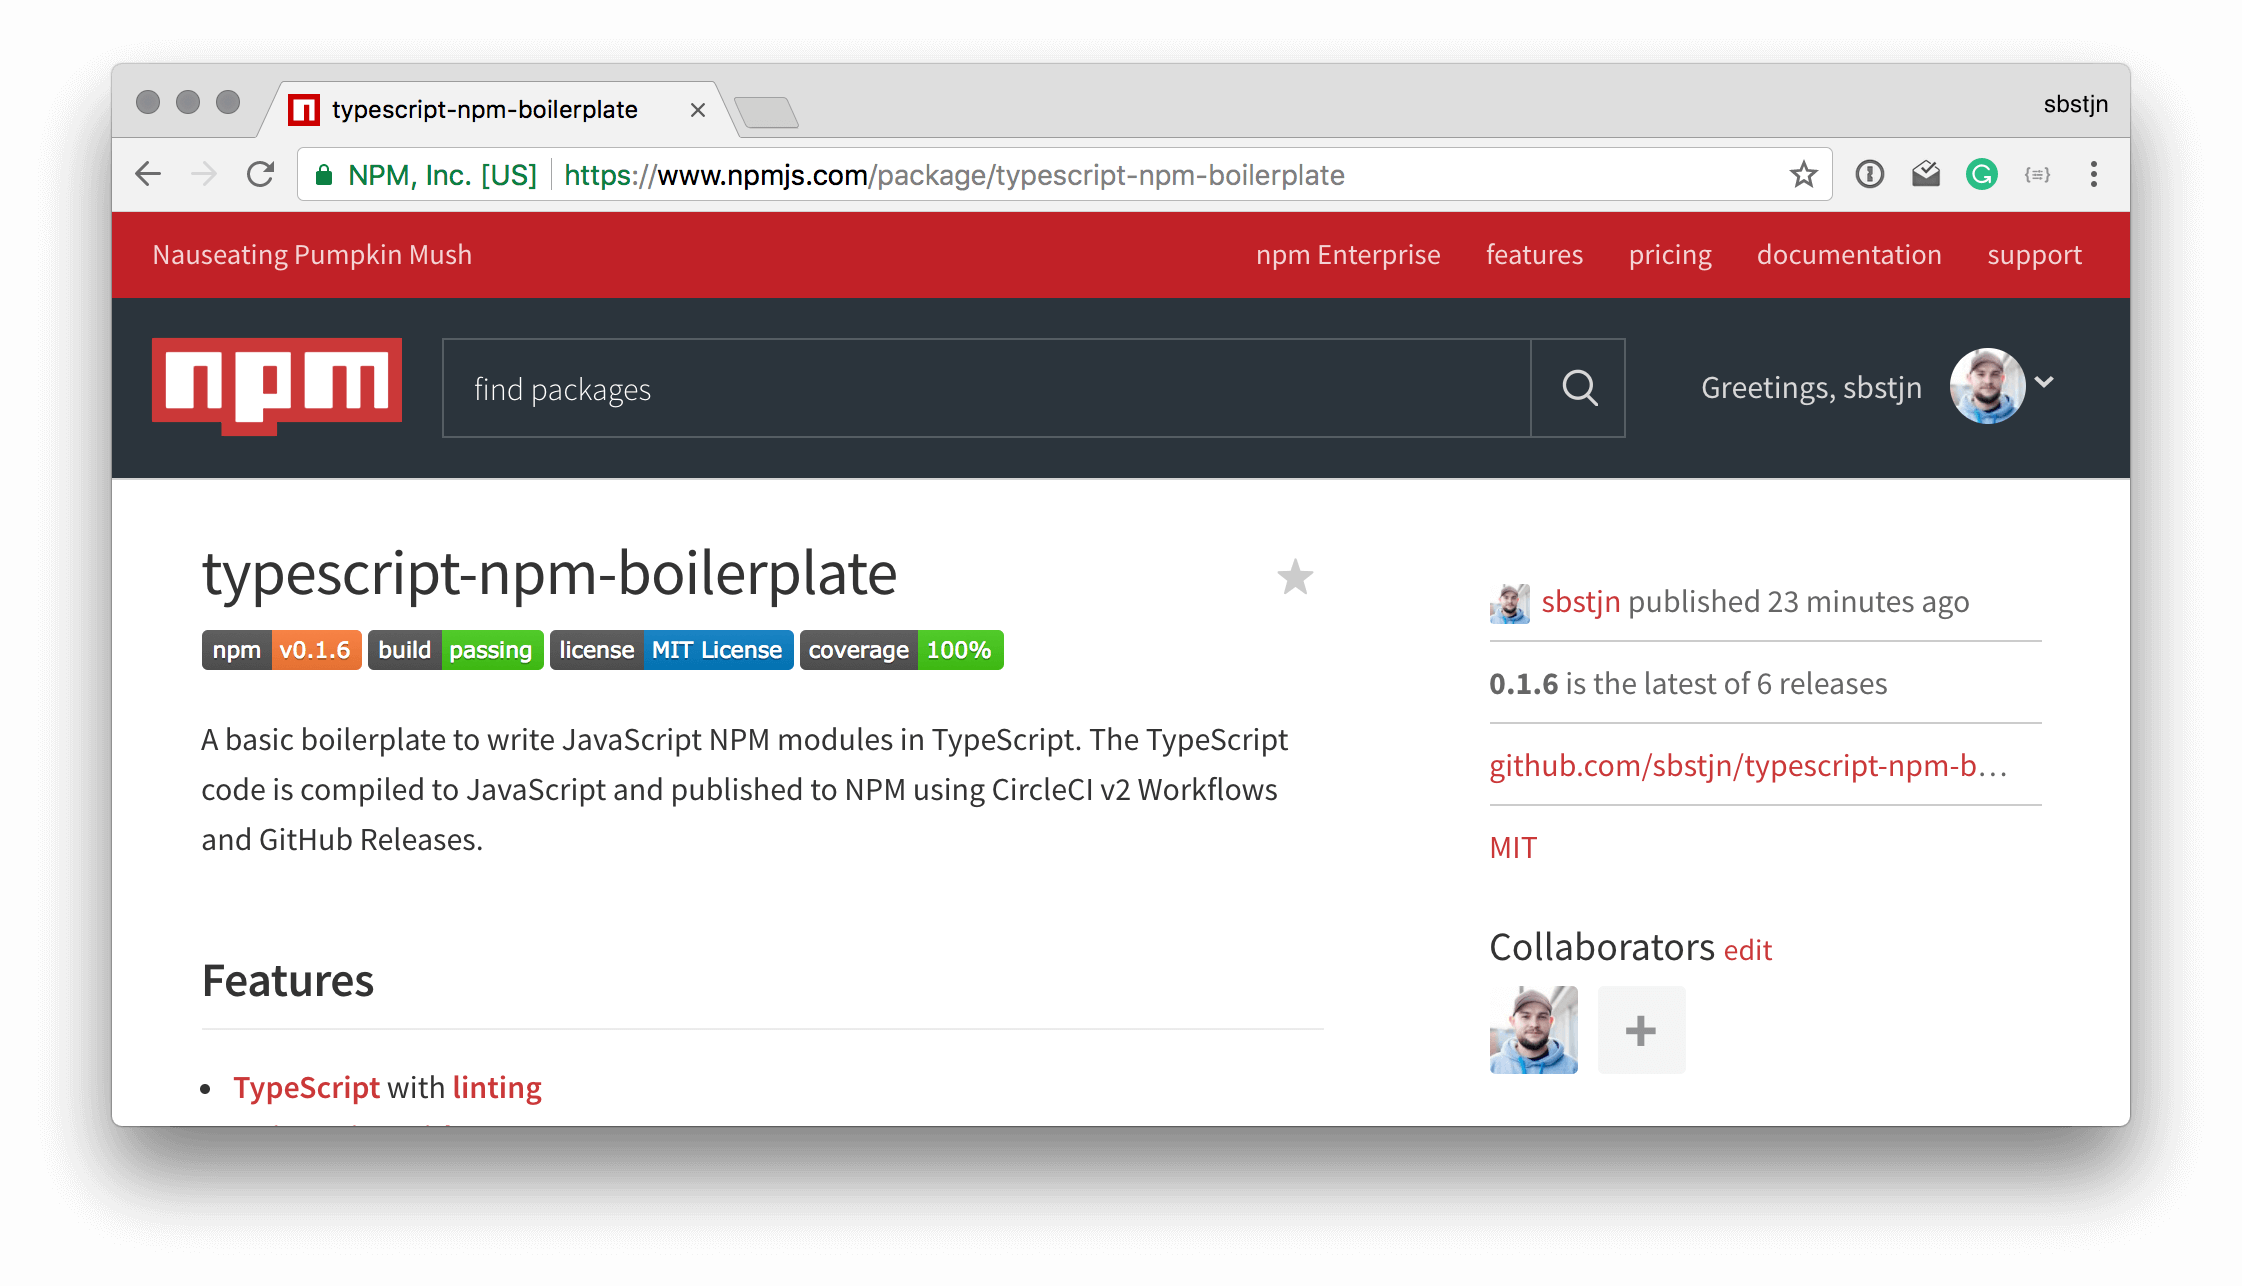 typescript-npm-boilerplate
sbstjn
NPM, Inc. [US] https://www.npmjs.com/package/typescript-npm-boilerplate
Nauseating Pumpkin Mush
npm Enterprise features pricing documentation support
npm
find packages
Greetings, sbstjn
typescript-npm-boilerplate
npm v0.1.6 build passing license MIT License coverage 100%
A basic boilerplate to write JavaScript NPM modules in TypeScript. The TypeScript
code is compiled to JavaScript and published to NPM using CircleCI v2 Workflows
and GitHub Releases.
Features
TypeScript with linting
sbstjn published 23 minutes ago
0.1.6 is the latest of 6 releases
github.com/sbstjn/typescript-npm-b…
MIT
Collaborators edit